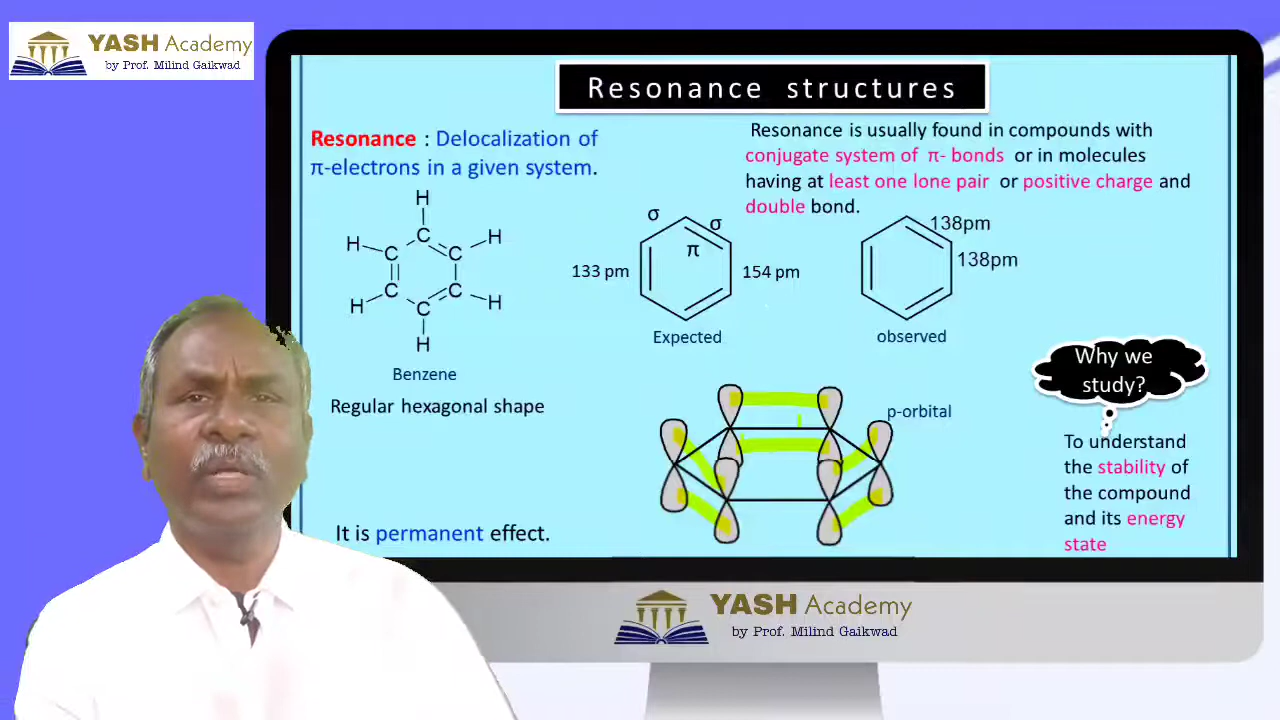 YASH Academy
by Prof. Milind Gaikwad
Resonance structures
Resonance : Delocalization of
π-electrons in a given system.
Resonance is usually found in compounds with
conjugate system of π- bonds or in molecules
having at least one lone pair or positive charge and
double bond.
H
H
H
C
C
C
C
C
C
H
H
H
Benzene
Regular hexagonal shape
σ
σ
π
133 pm
154 pm
Expected
138pm
138pm
observed
p-orbital
Why we
study?
To understand
the stability of
the compound
and its energy
state
It is permanent effect.
YASH Academy
by Prof. Milind Gaikwad